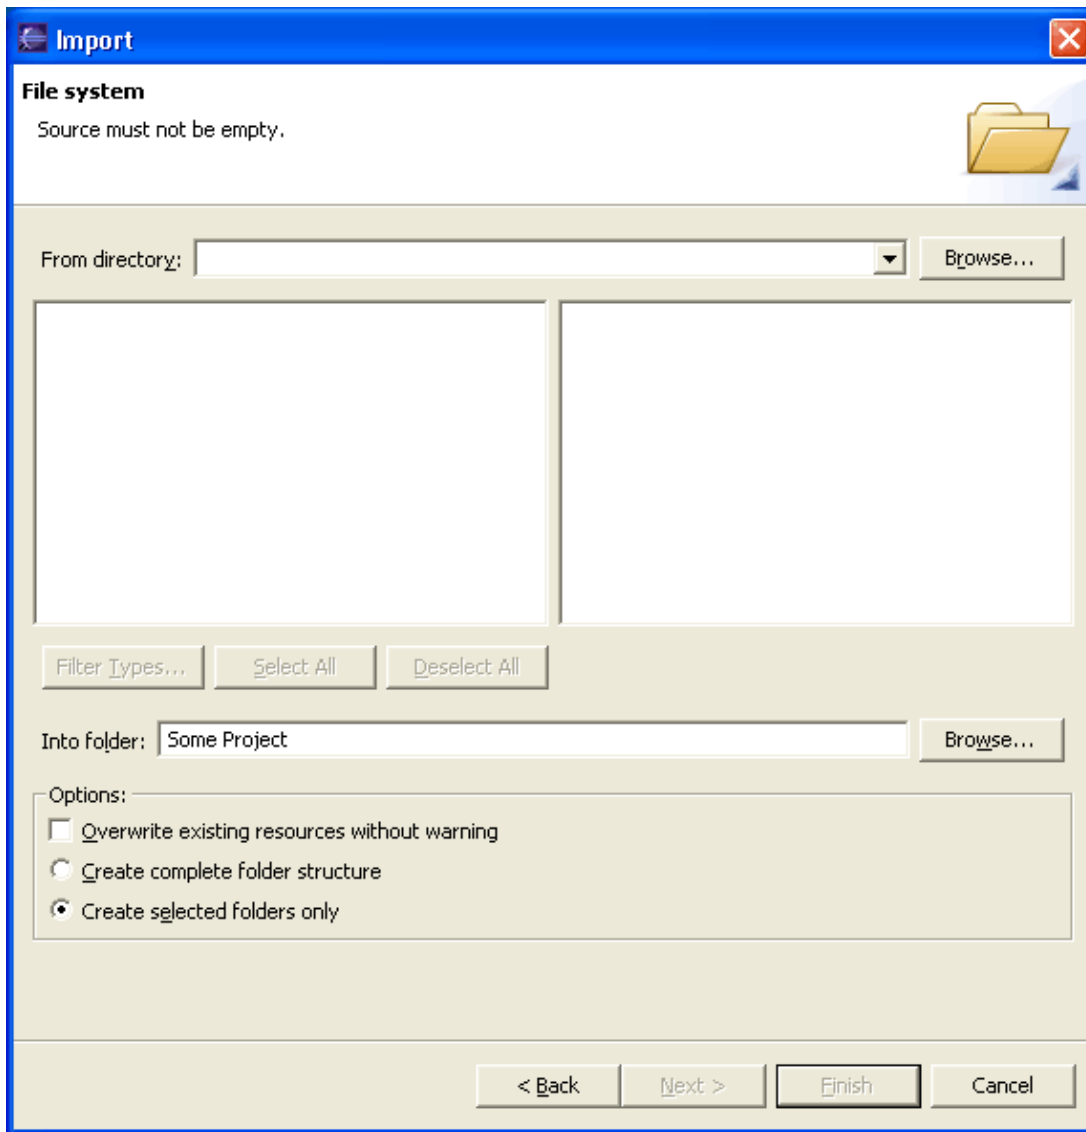 Import
File system
Source must not be empty.
From directory: Browse...
Filter Types... Select All Deselect All
Into folder: Some Project Browse...
Options:
Overwrite existing resources without warning
Create complete folder structure
Create selected folders only
< Back Next > Finish Cancel